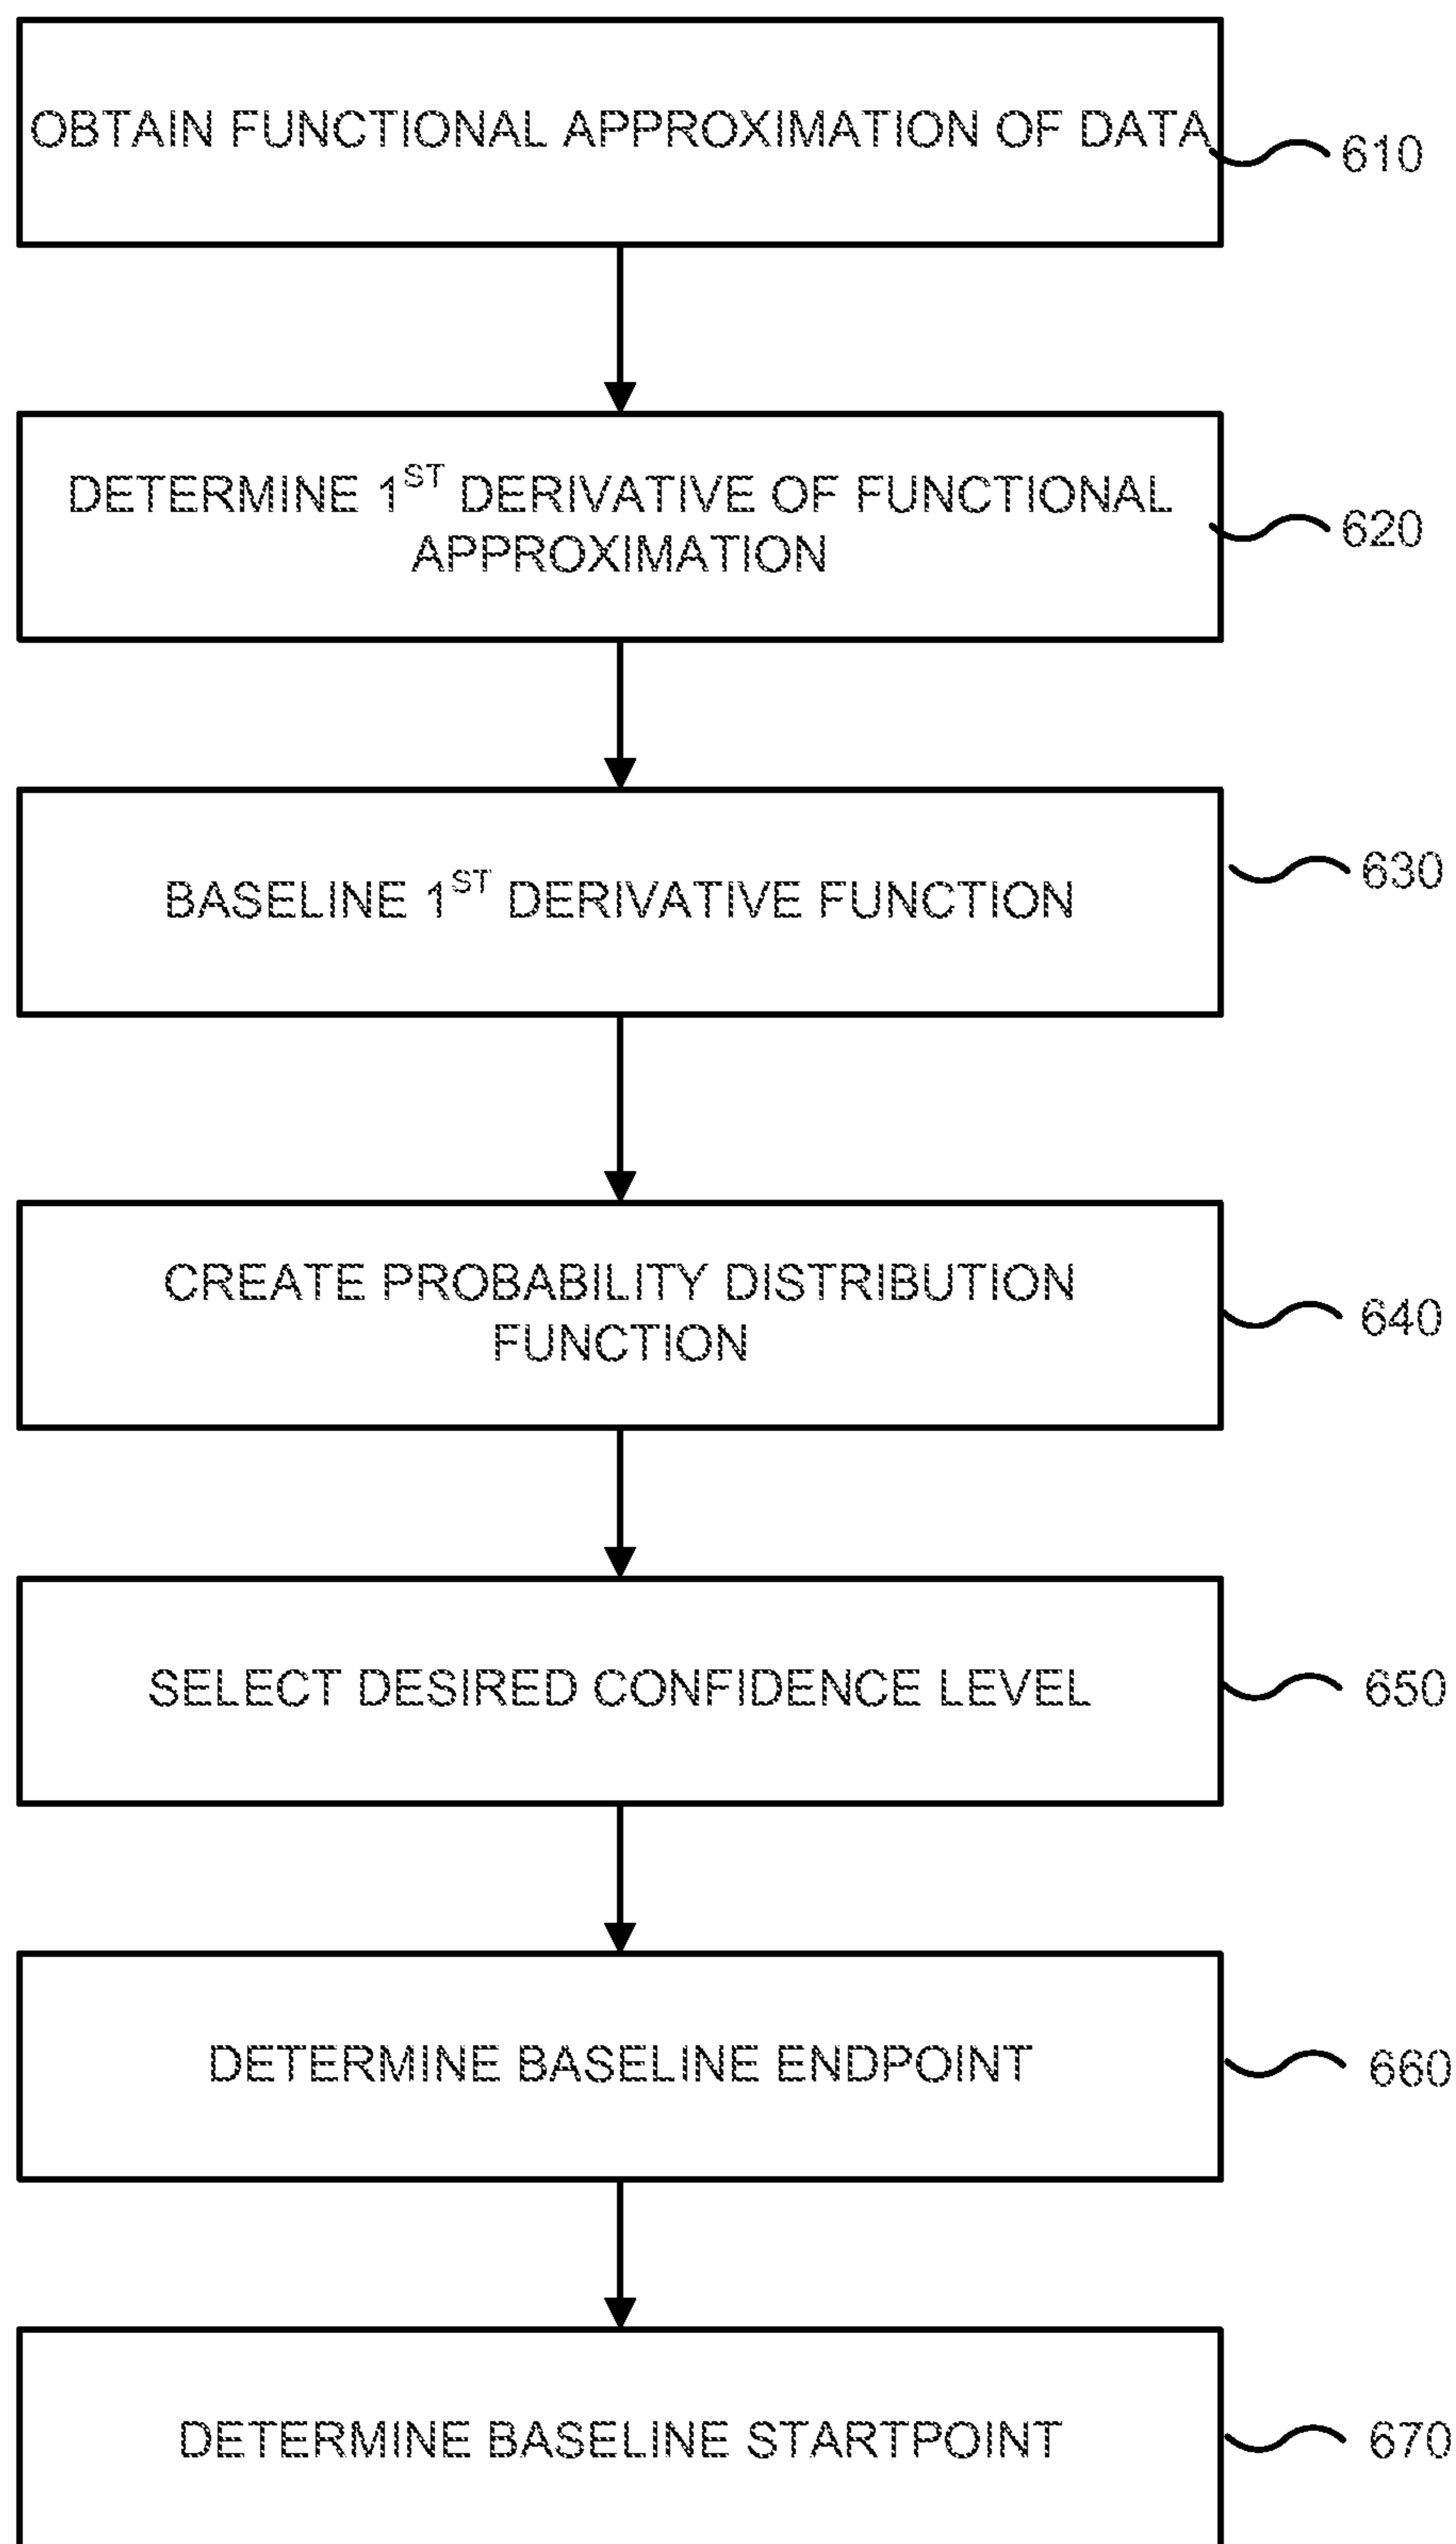 OBTAIN FUNCTIONAL APPROXIMATION OF DATA
610
DETERMINE 1ST DERIVATIVE OF FUNCTIONAL
APPROXIMATION
620
BASELINE 1ST DERIVATIVE FUNCTION
630
CREATE PROBABILITY DISTRIBUTION
FUNCTION
640
SELECT DESIRED CONFIDENCE LEVEL
650
DETERMINE BASELINE ENDPOINT
660
DETERMINE BASELINE STARTPOINT
670